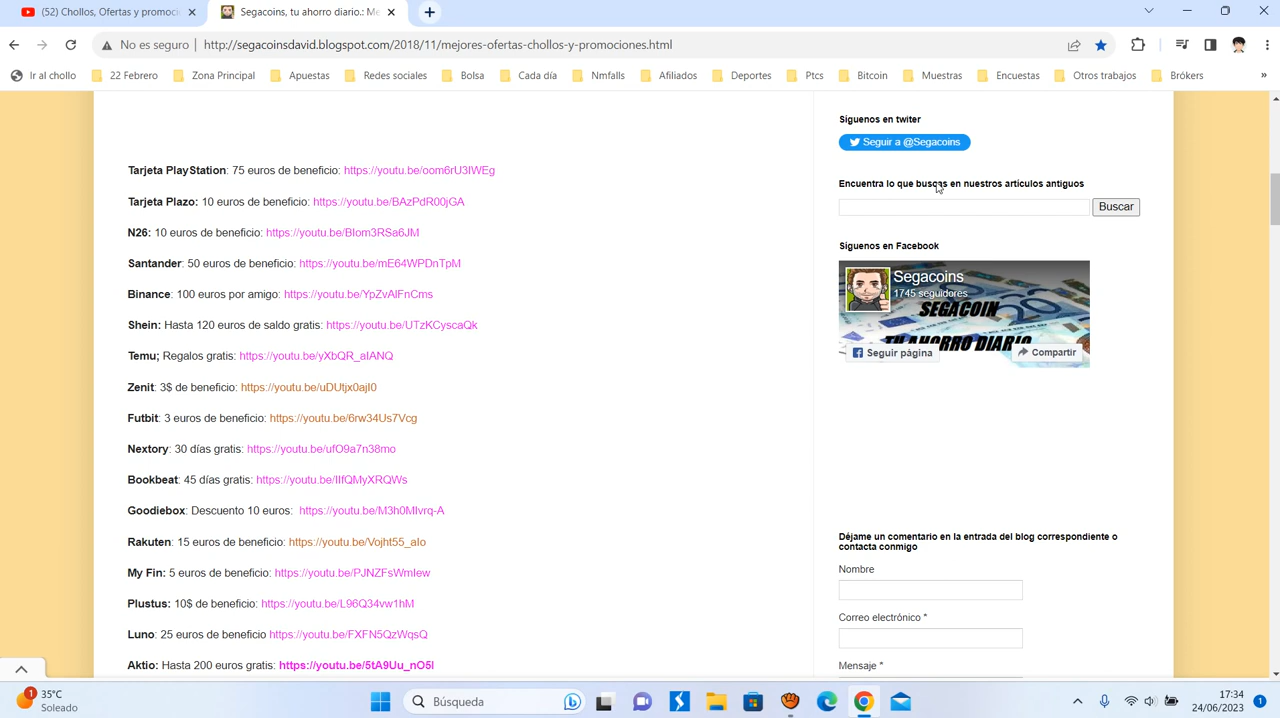 (52) Chollos, Ofertas y promocio
Segacoins, tu ahorro diario.: Me
No es seguro
http://segacoinsdavid.blogspot.com/2018/11/mejores-ofertas-chollos-y-promociones.html
Ir al chollo
22 Febrero
Zona Principal
Apuestas
Redes sociales
Bolsa
Cada día
Nmfalls
Afiliados
Deportes
Ptcs
Bitcoin
Muestras
Encuestas
Otros trabajos
Brókers
»
Tarjeta PlayStation: 75 euros de beneficio: https://youtu.be/oom6rU3IWEg
Tarjeta Plazo: 10 euros de beneficio: https://youtu.be/BAzPdR00jGA
N26: 10 euros de beneficio: https://youtu.be/BIom3RSa6JM
Santander: 50 euros de beneficio: https://youtu.be/mE64WPDnTpM
Binance: 100 euros por amigo: https://youtu.be/YpZvAlFnCms
Shein: Hasta 120 euros de saldo gratis: https://youtu.be/UTzKCyscaQk
Temu; Regalos gratis: https://youtu.be/yXbQR_aIANQ
Zenit: 3$ de beneficio: https://youtu.be/uDUtjx0ajI0
Futbit: 3 euros de beneficio: https://youtu.be/6rw34Us7Vcg
Nextory: 30 días gratis: https://youtu.be/ufO9a7n38mo
Bookbeat: 45 días gratis: https://youtu.be/IIfQMyXRQWs
Goodiebox: Descuento 10 euros: https://youtu.be/M3h0MIvrq-A
Rakuten: 15 euros de beneficio: https://youtu.be/Vojht55_aIo
My Fin: 5 euros de beneficio: https://youtu.be/PJNZFsWmIew
Plustus: 10$ de beneficio: https://youtu.be/L96Q34vw1hM
Luno: 25 euros de beneficio https://youtu.be/FXFN5QzWqsQ
Aktio: Hasta 200 euros gratis: https://youtu.be/5tA9Uu_nO5I
Síguenos en twiter
Seguir a @Segacoins
Encuentra lo que buscas en nuestros artículos antiguos
Buscar
Síguenos en Facebook
Segacoins
1745 seguidores
SEGACOIN
TU AHORRO DIARIO
Seguir página
Compartir
Déjame un comentario en la entrada del blog correspondiente o
contacta conmigo
Nombre
Correo electrónico *
Mensaje *
1
35°C
Soleado
Búsqueda
17:34
24/06/2023
1